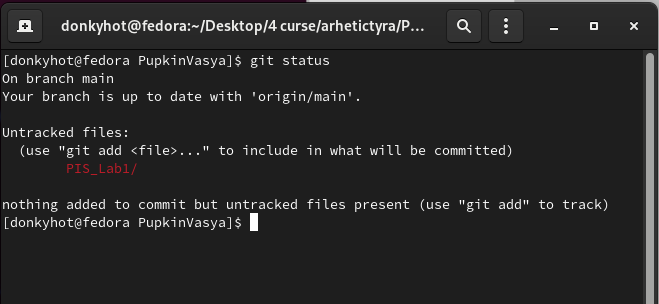 donkyhot@fedora:~/Desktop/4 curse/arhetictyra/P...
[donkyhot@fedora PupkinVasya]$ git status
On branch main
Your branch is up to date with 'origin/main'.
Untracked files:
  (use "git add <file>..." to include in what will be committed)
        PIS_Lab1/
nothing added to commit but untracked files present (use "git add" to track)
[donkyhot@fedora PupkinVasya]$